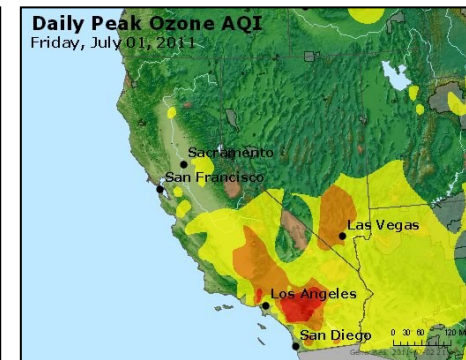 Daily Peak Ozone AQI
Friday, July 01, 2011
Sacramento
San Francisco
Las Vegas
Los Angeles
San Diego
0 30 60 120 M